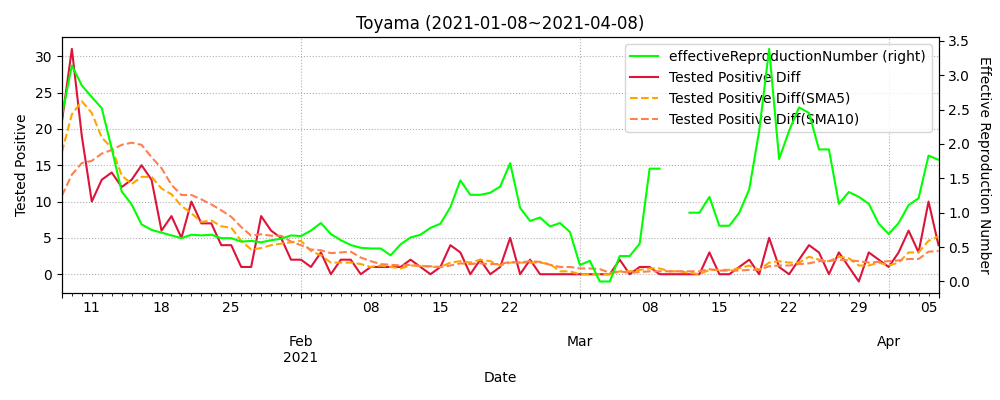 Toyama (2021-01-08~2021-04-08)
effectiveReproductionNumber (right)
Tested Positive Diff
Tested Positive Diff(SMA5)
Tested Positive Diff(SMA10)
Tested Positive
30
25
20
15
10
5
0
3.5
3.0
2.5
2.0
1.5
1.0
0.5
0.0
Effective Reproduction Number
11 18 25 08 15 22 08 15 22 29 05
Feb Mar Apr
2021
Date